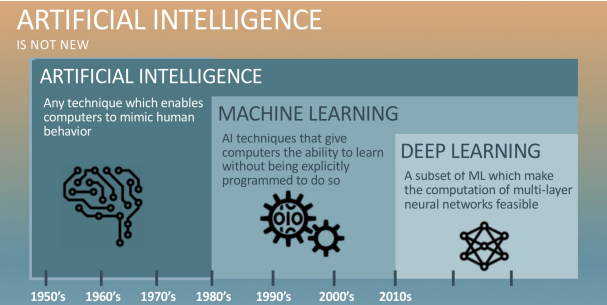 ARTIFICIAL INTELLIGENCE
IS NOT NEW
ARTIFICIAL INTELLIGENCE
Any technique which enables
computers to mimic human
behavior
MACHINE LEARNING
AI techniques that give
computers the ability to learn
without being explicitly
programmed to do so
DEEP LEARNING
A subset of ML which make
the computation of multi-layer
neural networks feasible
1950's 1960's 1970's 1980's 1990's 2000's 2010s